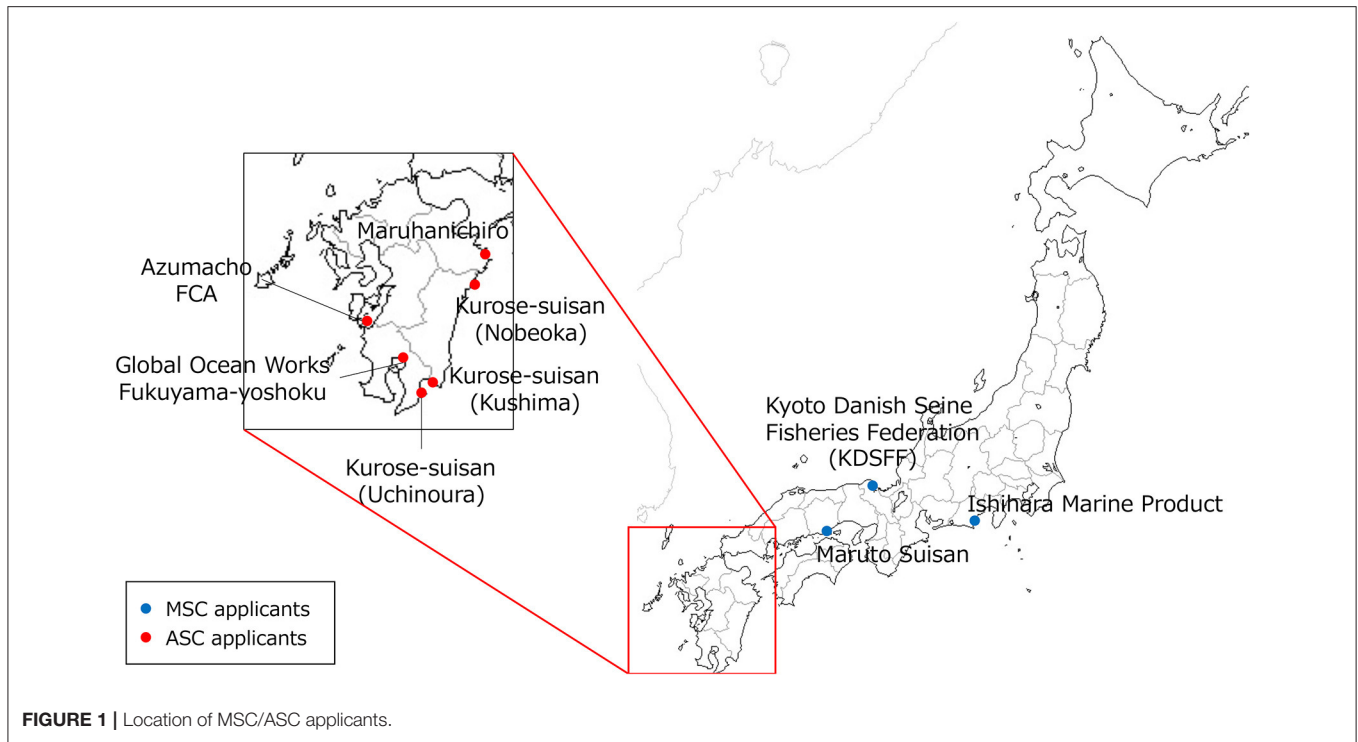 Maruhanichiro
Azumacho
FCA
Kurose-suisan
(Nobeoka)
Global Ocean Works
Fukuyama-yoshoku
Kurose-suisan
(Kushima)
Kurose-suisan
(Uchinoura)
Kyoto Danish Seine
Fisheries Federation
(KDSFF)
Ishihara Marine Product
Maruto Suisan
MSC applicants
ASC applicants
FIGURE 1 | Location of MSC/ASC applicants.